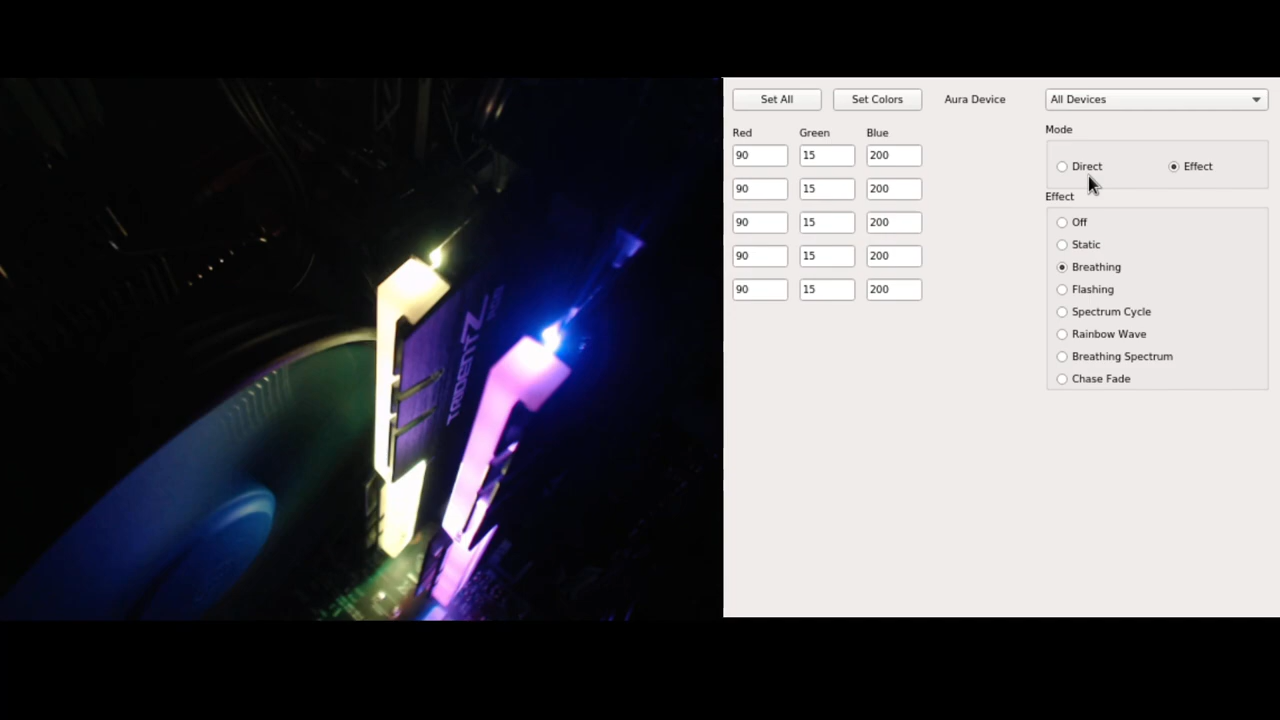 TRIDENT Z
Set All
Set Colors
Aura Device
All Devices
Red
Green
Blue
Mode
90
15
200
Direct
Effect
90
15
200
Effect
90
15
200
Off
Static
90
15
200
Breathing
90
15
200
Flashing
Spectrum Cycle
Rainbow Wave
Breathing Spectrum
Chase Fade